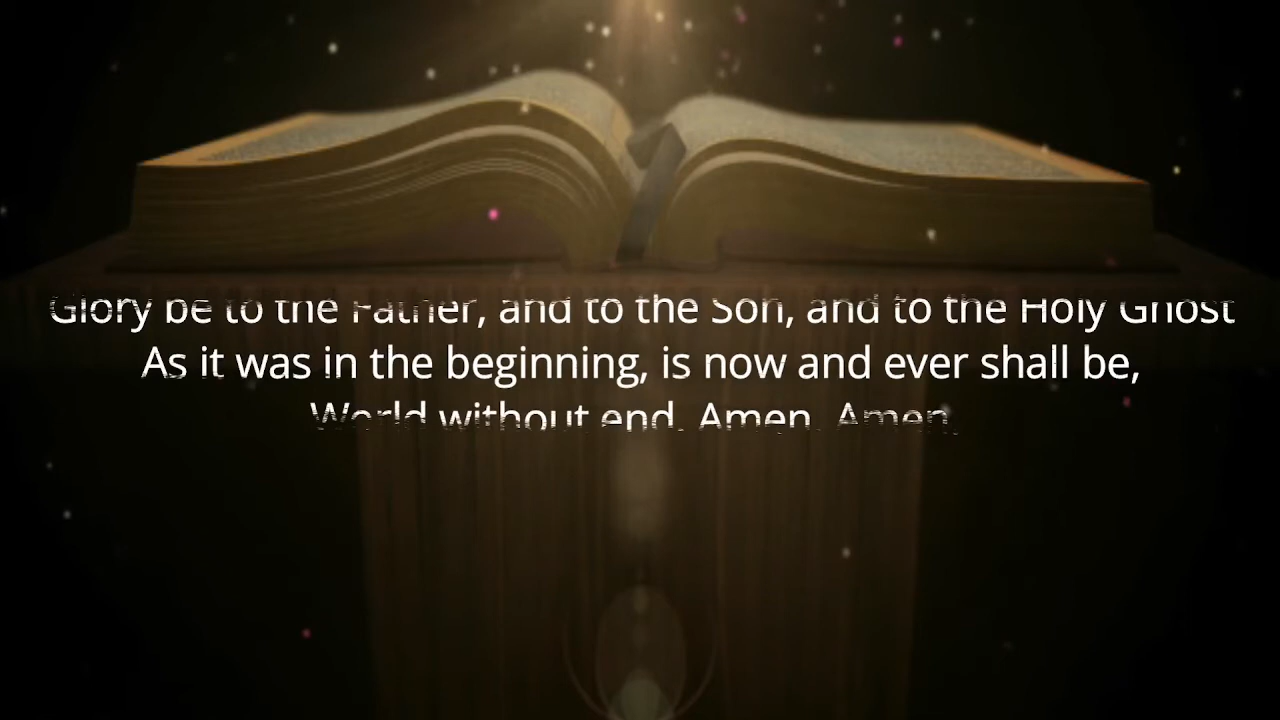 Glory be to the Father, and to the Son, and to the Holy Ghost
As it was in the beginning, is now and ever shall be,
World without end. Amen. Amen.